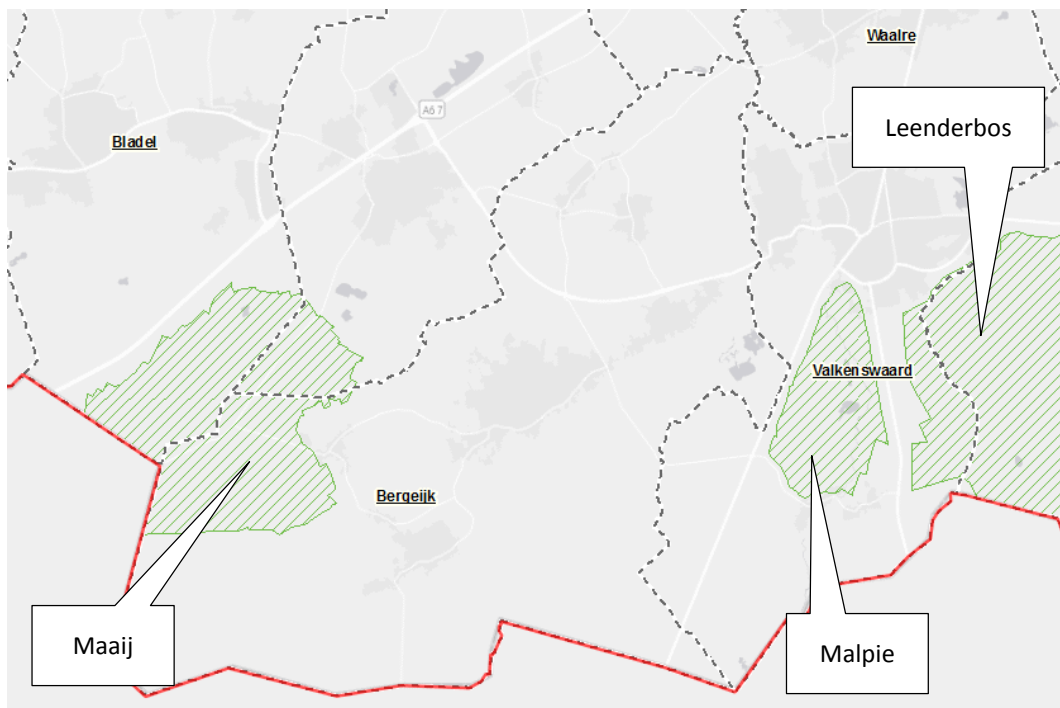 Waalre
A67
Leenderbos
Bladel
Valkenswaard
Bergeijk
Maaij
Malpie